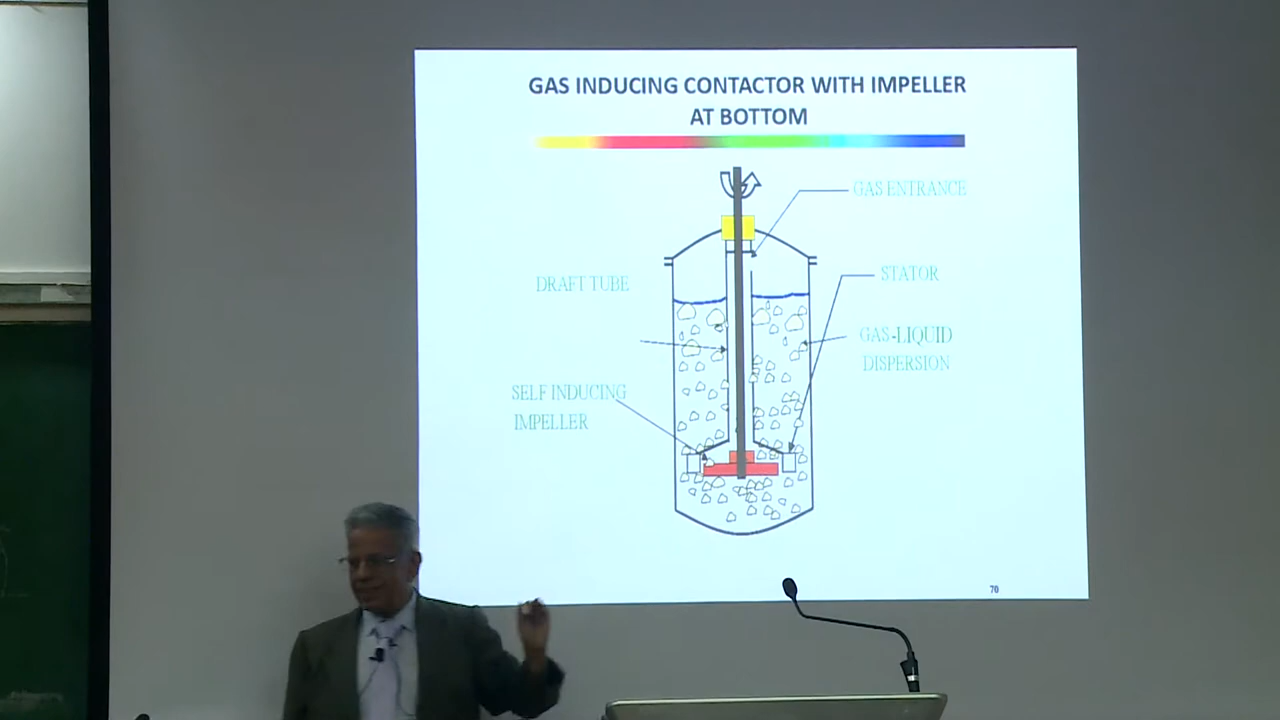 GAS INDUCING CONTACTOR WITH IMPELLER
AT BOTTOM
GAS ENTRANCE
DRAFT TUBE
STATOR
GAS-LIQUID
DISPERSION
SELF INDUCING
IMPELLER
70